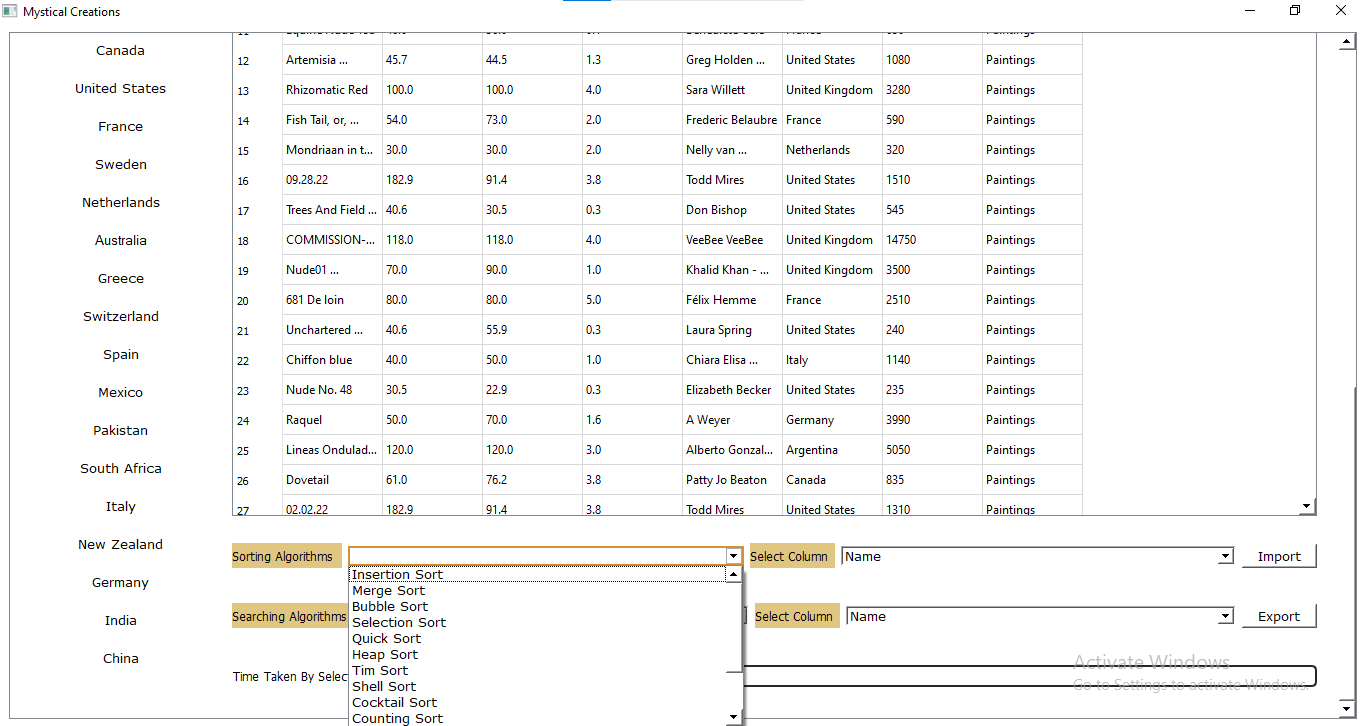 Mystical Creations
Canada
United States
France
Sweden
Netherlands
Australia
Greece
Switzerland
Spain
Mexico
Pakistan
South Africa
Italy
New Zealand
Germany
India
China
12 Artemisia ... 45.7 44.5 1.3 Greg Holden ... United States 1080 Paintings
13 Rhizomatic Red 100.0 100.0 4.0 Sara Willett United Kingdom 3280 Paintings
14 Fish Tail, or, ... 54.0 73.0 2.0 Frederic Belaubre France 590 Paintings
15 Mondriaan in t... 30.0 30.0 2.0 Nelly van ... Netherlands 320 Paintings
16 09.28.22 182.9 91.4 3.8 Todd Mires United States 1510 Paintings
17 Trees And Field ... 40.6 30.5 0.3 Don Bishop United States 545 Paintings
18 COMMISSION-... 118.0 118.0 4.0 VeeBee VeeBee United Kingdom 14750 Paintings
19 Nude01 ... 70.0 90.0 1.0 Khalid Khan - ... United Kingdom 3500 Paintings
20 681 De loin 80.0 80.0 5.0 Félix Hemme France 2510 Paintings
21 Unchartered ... 40.6 55.9 0.3 Laura Spring United States 240 Paintings
22 Chiffon blue 40.0 50.0 1.0 Chiara Elisa ... Italy 1140 Paintings
23 Nude No. 48 30.5 22.9 0.3 Elizabeth Becker United States 235 Paintings
24 Raquel 50.0 70.0 1.6 A Weyer Germany 3990 Paintings
25 Lineas Ondulad... 120.0 120.0 3.0 Alberto Gonzal... Argentina 5050 Paintings
26 Dovetail 61.0 76.2 3.8 Patty Jo Beaton Canada 835 Paintings
27 02.02.22 182.9 91.4 3.8 Todd Mires United States 1310 Paintings
Sorting Algorithms Select Column Name Import
Insertion Sort
Merge Sort
Bubble Sort
Selection Sort
Quick Sort
Heap Sort
Tim Sort
Shell Sort
Cocktail Sort
Counting Sort
Searching Algorithms Select Column Name Export
Time Taken By Selec
Activate Windows
Go to Settings to activate Windows.